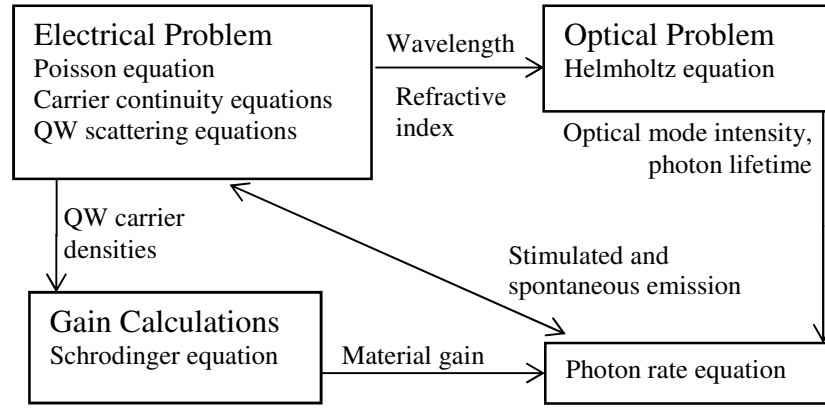 Electrical Problem
Poisson equation
Carrier continuity equations
QW scattering equations
Wavelength
Refractive
index
Optical Problem
Helmholtz equation
Optical mode intensity,
photon lifetime
QW carrier
densities
Stimulated and
spontaneous emission
Gain Calculations
Schrodinger equation
Material gain
Photon rate equation